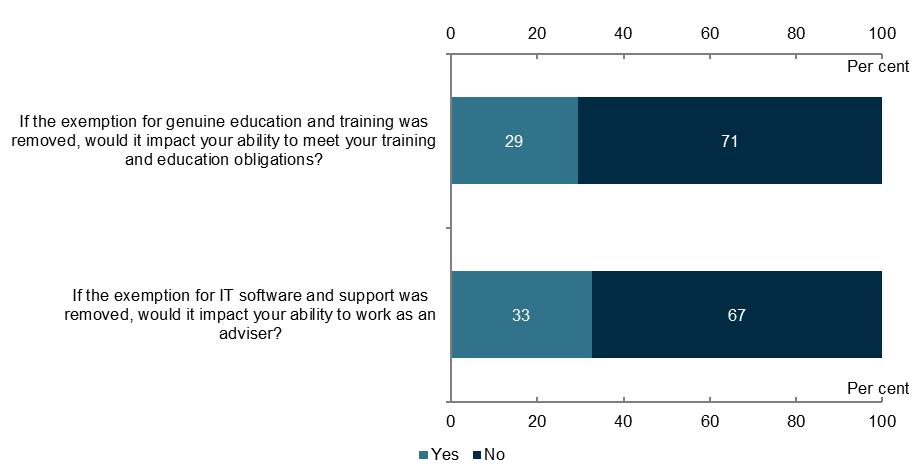 0 20 40 60 80 100
Per cent
If the exemption for genuine education and training was
removed, would it impact your ability to meet your training
and education obligations?
29 71
If the exemption for IT software and support was
removed, would it impact your ability to work as an
adviser?
33 67
Per cent
0 20 40 60 80 100
Yes No